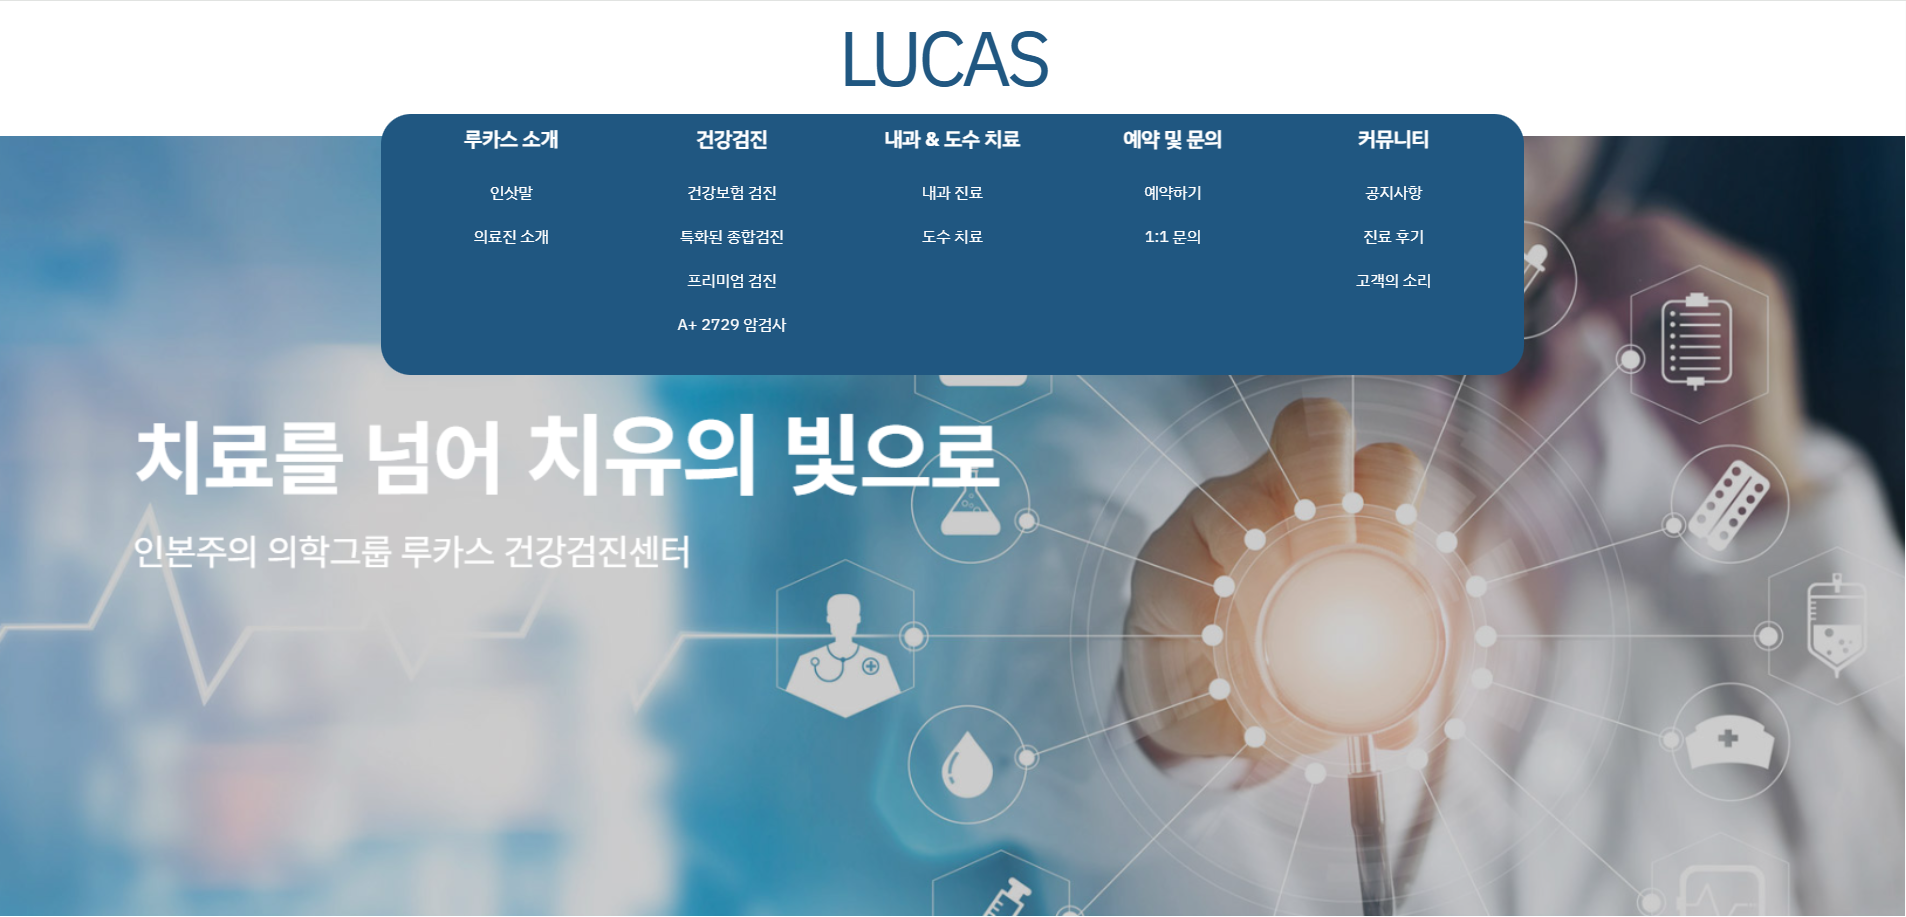 LUCAS
루카스 소개 건강검진 내과 & 도수 치료 예약 및 문의 커뮤니티
인삿말 건강보험 검진 내과 진료 예약하기 공지사항
의료진 소개 특화된 종합검진 도수 치료 1:1 문의 진료 후기
프리미엄 검진 고객의 소리
A+ 2729 암검사
치료를 넘어 치유의 빛으로
인본주의 의학그룹 루카스 건강검진센터